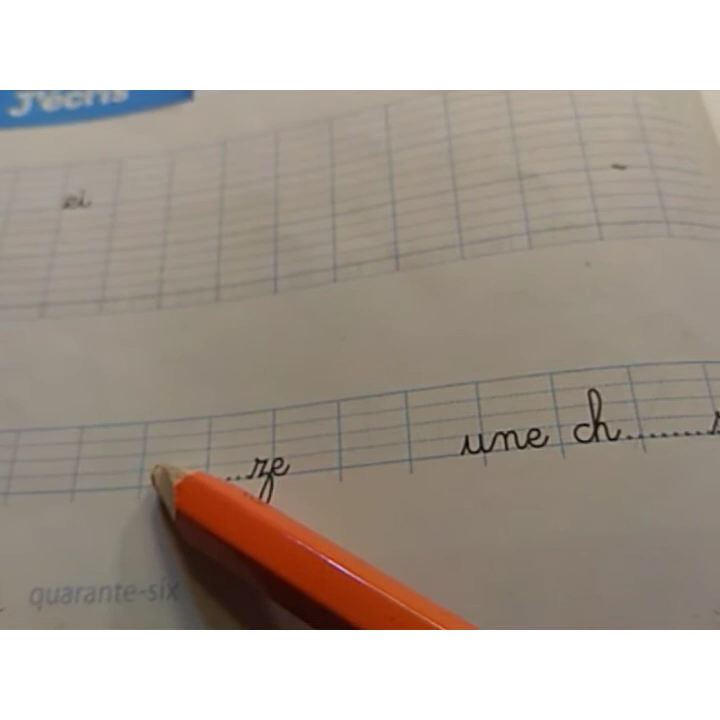 J'écris
ei
...ze une ch.......s
quarante-six